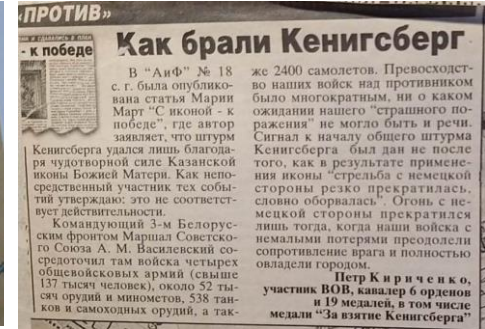 «ПРОТИВ»
- к победе
Как брали Кенигсберг
В “АиФ” № 18
с. г. была опублико-
вана статья Марии
Март “С иконой - к
победе”, где автор
заявляет, что штурм
Кенигсберга удался лишь благода-
ря чудотворной силе Казанской
иконы Божией Матери. Как непо-
средственный участник тех собы-
тий утверждаю: это не соответст-
вует действительности.
Командующий 3-м Белорус-
ским фронтом Маршал Советско-
го Союза А. М. Василевский со-
средоточил там войска четырех
общевойсковых армий (свыше
137 тысяч человек), около 52 ты-
сяч орудий и минометов, 538 тан-
ков и самоходных орудий, а так-
же 2400 самолетов. Превосходст-
во наших войск над противником
было многократным, ни о каком
ожидании нашего “страшного по-
ражения” не могло быть и речи.
Сигнал к началу общего штурма
Кенигсберга был дан не после
того, как в результате примене-
ния иконы “стрельба с немецкой
стороны резко прекратилась,
словно оборвалась”. Огонь с не-
мецкой стороны прекратился
лишь тогда, когда наши войска с
немалыми потерями преодолели
сопротивление врага и полностью
овладели городом.
Петр Кириченко,
участник ВОВ, кавалер 6 орденов
и 19 медалей, в том числе
медали “За взятие Кенигсберга”